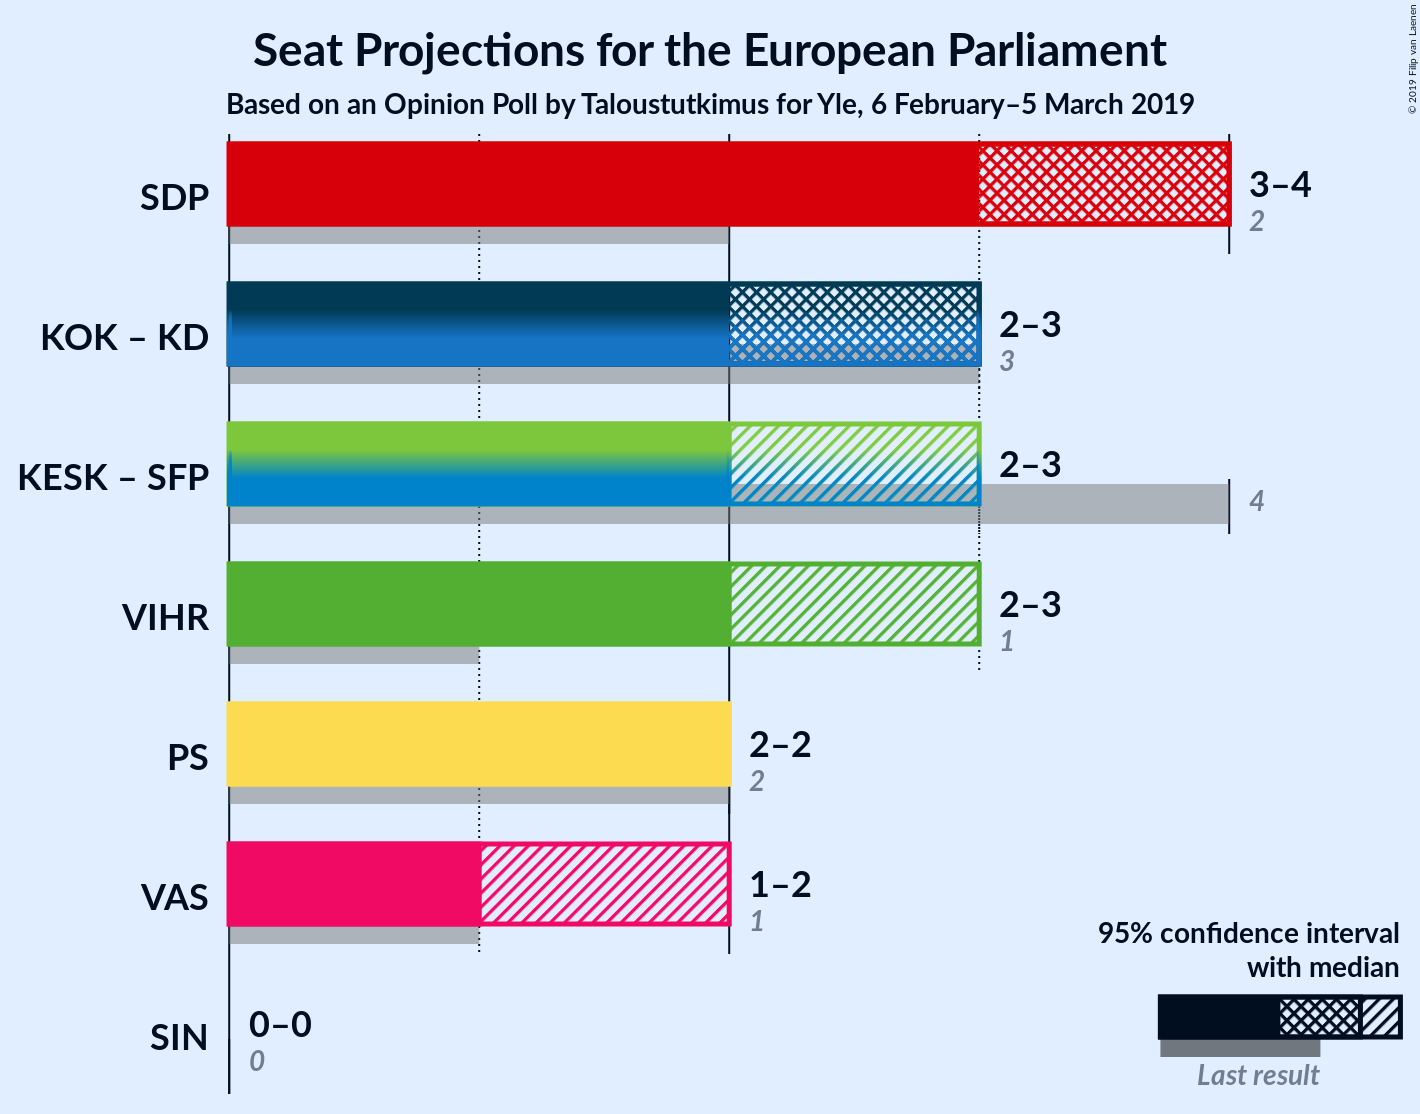 Seat Projections for the European Parliament
Based on an Opinion Poll by Taloustutkimus for Yle, 6 February–5 March 2019
© 2019 Filip van Laenen
SDP
3–4
2
KOK – KD
2–3
3
KESK – SFP
2–3
4
VIHR
2–3
1
PS
2–2
2
VAS
1–2
1
SIN
0–0
0
95% confidence interval
with median
Last result